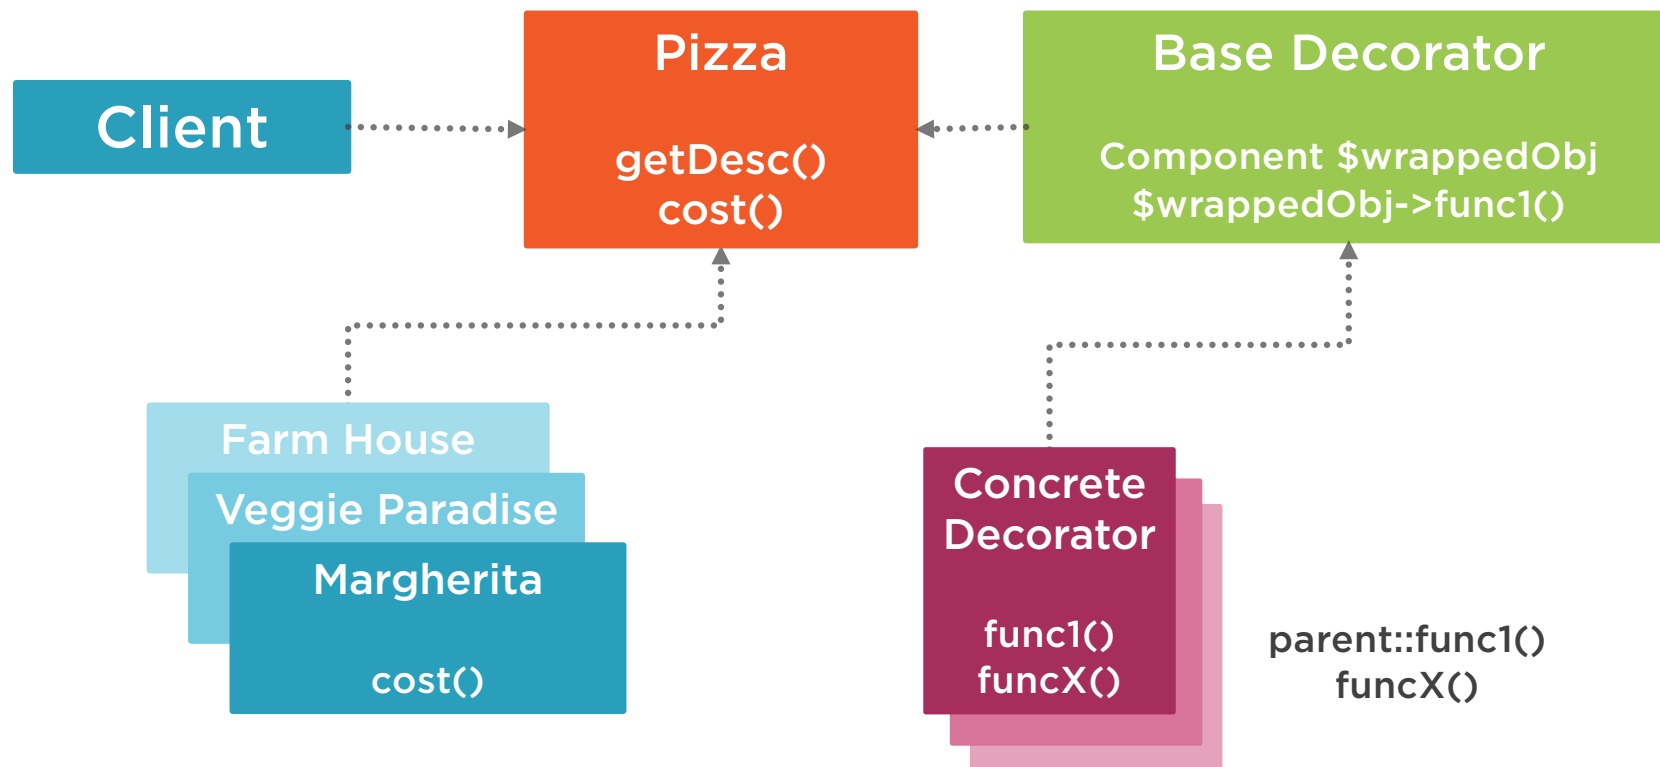 Client
Pizza
getDesc()
cost()
Base Decorator
Component $wrappedObj
$wrappedObj->func1()
Farm House
Veggie Paradise
Margherita
cost()
Concrete
Decorator
func1()
funcX()
parent::func1()
funcX()